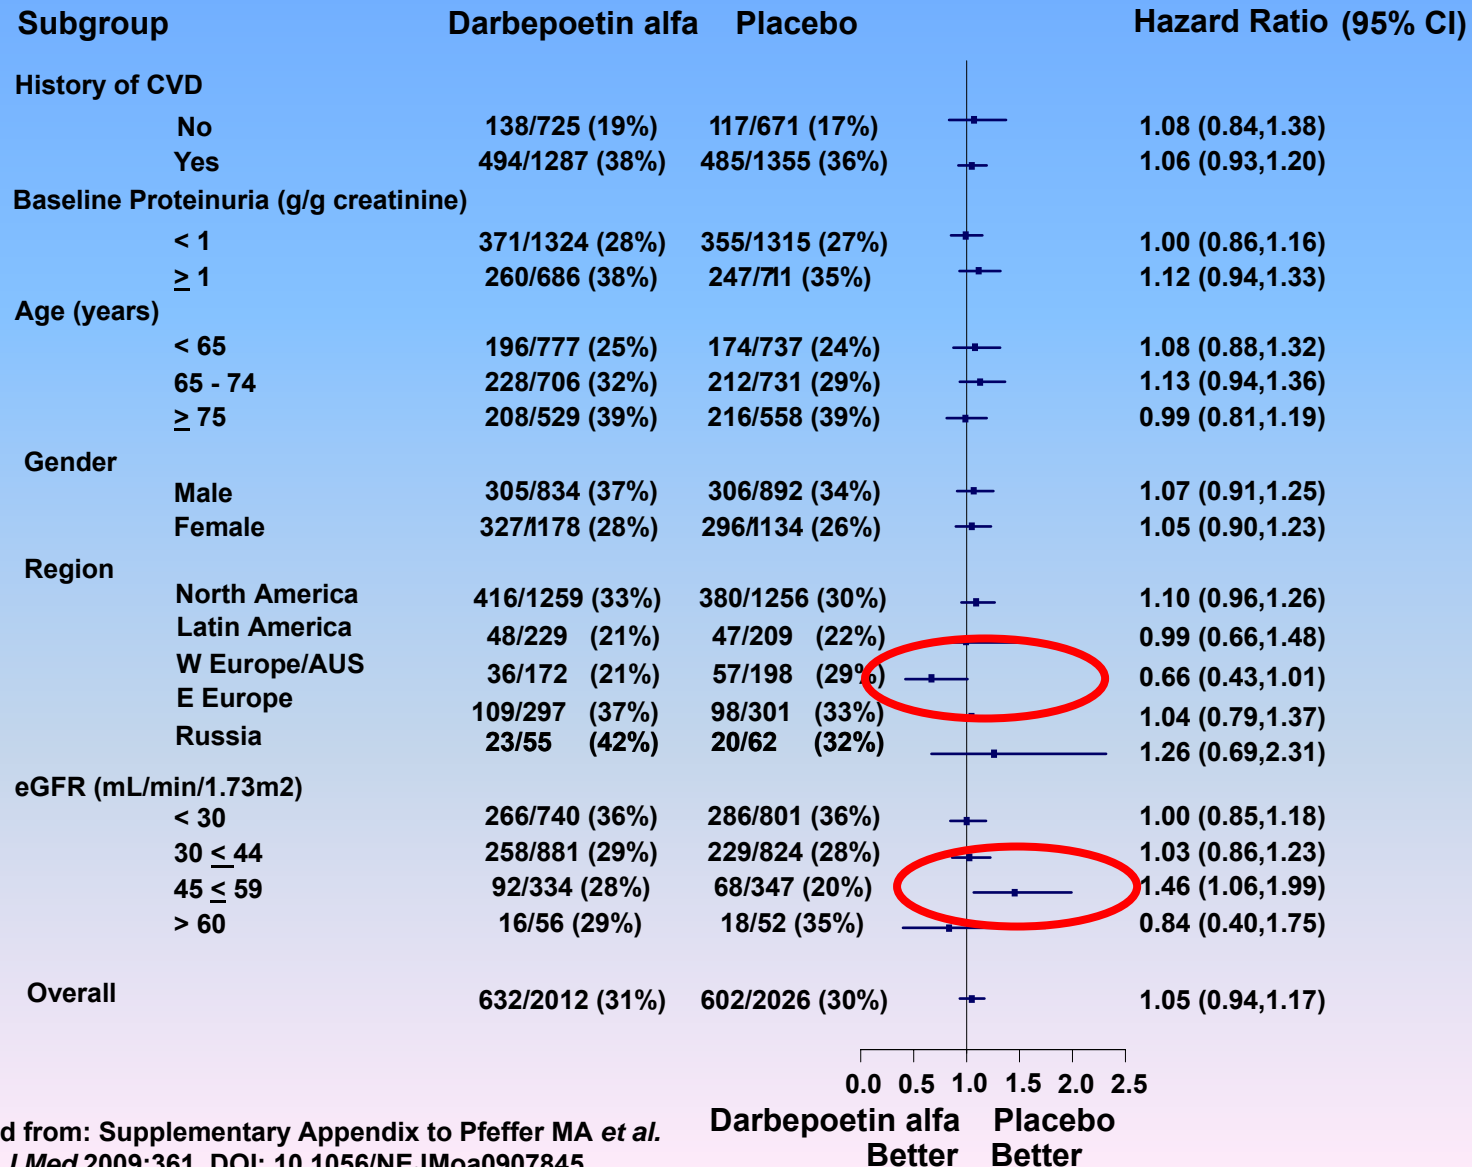 Subgroup Darbepoetin alfa Placebo Hazard Ratio (95% CI)
History of CVD
No 138/725 (19%) 117/671 (17%) 1.08 (0.84,1.38)
Yes 494/1287 (38%) 485/1355 (36%) 1.06 (0.93,1.20)
Baseline Proteinuria (g/g creatinine)
< 1 371/1324 (28%) 355/1315 (27%) 1.00 (0.86,1.16)
≥ 1 260/686 (38%) 247/711 (35%) 1.12 (0.94,1.33)
Age (years)
< 65 196/777 (25%) 174/737 (24%) 1.08 (0.88,1.32)
65 - 74 228/706 (32%) 212/731 (29%) 1.13 (0.94,1.36)
≥ 75 208/529 (39%) 216/558 (39%) 0.99 (0.81,1.19)
Gender
Male 305/834 (37%) 306/892 (34%) 1.07 (0.91,1.25)
Female 327/1178 (28%) 296/1134 (26%) 1.05 (0.90,1.23)
Region
North America 416/1259 (33%) 380/1256 (30%) 1.10 (0.96,1.26)
Latin America 48/229 (21%) 47/209 (22%) 0.99 (0.66,1.48)
W Europe/AUS 36/172 (21%) 57/198 (29%) 0.66 (0.43,1.01)
E Europe 109/297 (37%) 98/301 (33%) 1.04 (0.79,1.37)
Russia 23/55 (42%) 20/62 (32%) 1.26 (0.69,2.31)
eGFR (mL/min/1.73m2)
< 30 266/740 (36%) 286/801 (36%) 1.00 (0.85,1.18)
30 ≤ 44 258/881 (29%) 229/824 (28%) 1.03 (0.86,1.23)
45 ≤ 59 92/334 (28%) 68/347 (20%) 1.46 (1.06,1.99)
> 60 16/56 (29%) 18/52 (35%) 0.84 (0.40,1.75)
Overall 632/2012 (31%) 602/2026 (30%) 1.05 (0.94,1.17)
0.0 0.5 1.0 1.5 2.0 2.5
Darbepoetin alfa Placebo
Better Better
d from: Supplementary Appendix to Pfeffer MA et al.
J Med 2009;361. DOI: 10.1056/NEJMoa0907845